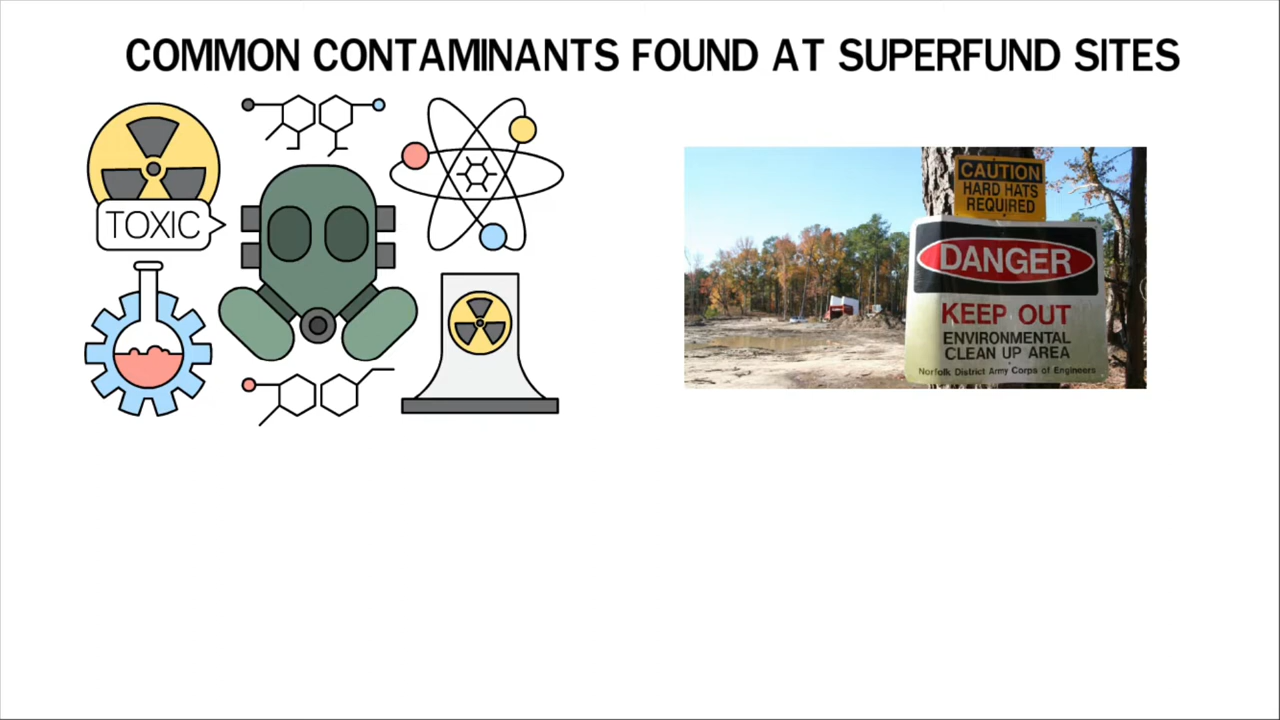 COMMON CONTAMINANTS FOUND AT SUPERFUND SITES
TOXIC
CAUTION
HARD HATS
REQUIRED
DANGER
KEEP OUT
ENVIRONMENTAL
CLEAN UP AREA
Norfolk District Army Corps of Engineers